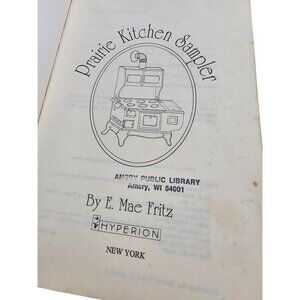 Prairie Kitchen Sampler
AMERY PUBLIC LIBRARY
Amery, WI 54001
By E. Mae Fritz
HYPERION
NEW YORK